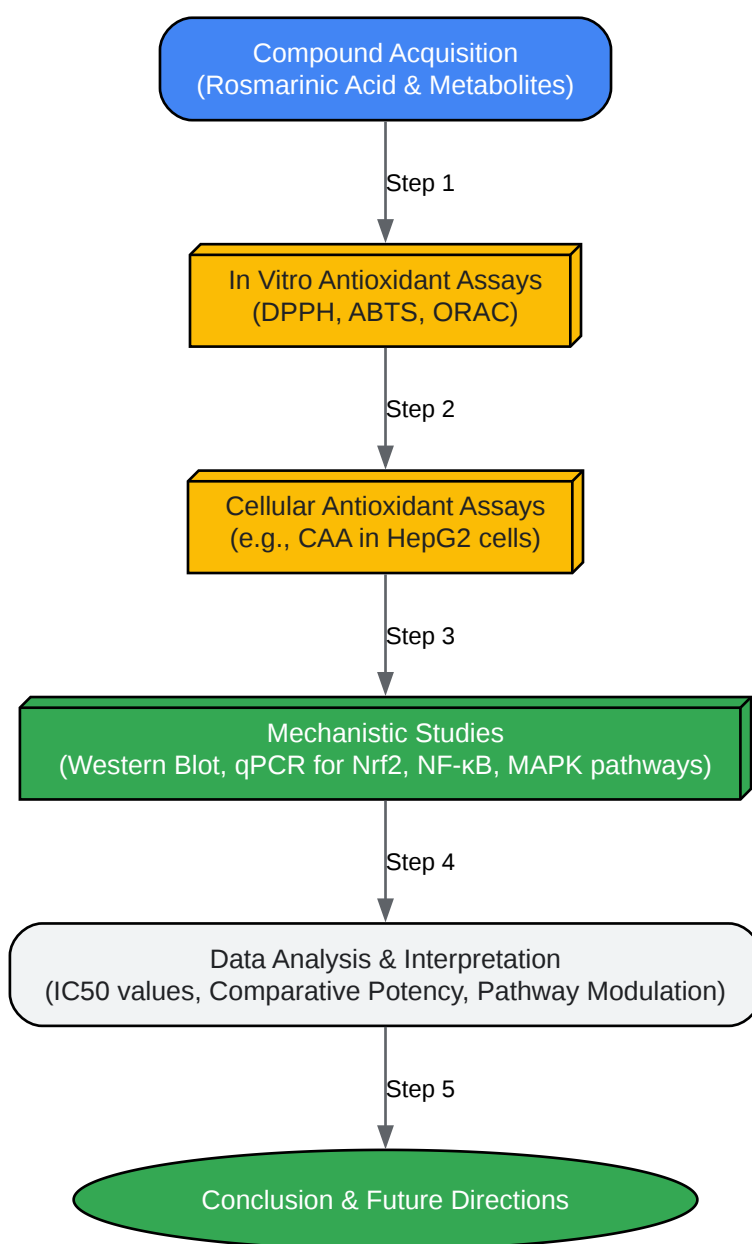 Compound Acquisition
(Rosmarinic Acid & Metabolites)
Step 1
In Vitro Antioxidant Assays
(DPPH, ABTS, ORAC)
Step 2
Cellular Antioxidant Assays
(e.g., CAA in HepG2 cells)
Step 3
Mechanistic Studies
(Western Blot, qPCR for Nrf2, NF-κB, MAPK pathways)
Step 4
Data Analysis & Interpretation
(IC50 values, Comparative Potency, Pathway Modulation)
Step 5
Conclusion & Future Directions